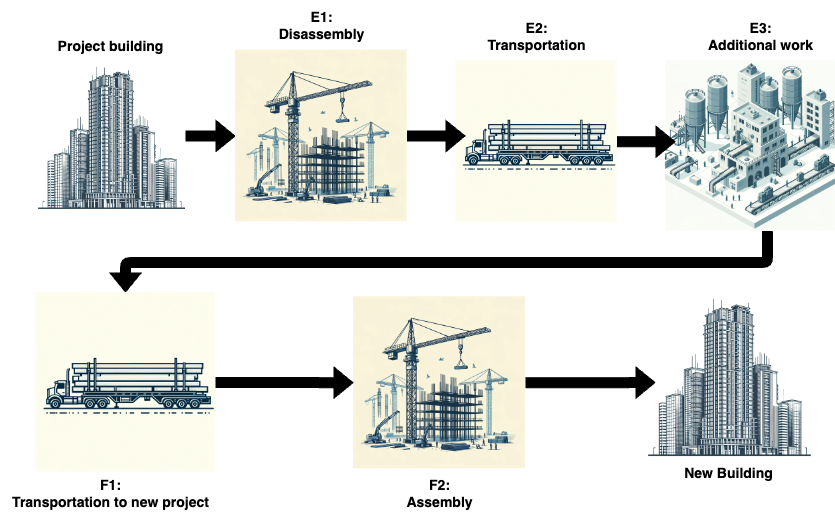 Project building
E1:
Disassembly
E2:
Transportation
E3:
Additional work
F1:
Transportation to new project
F2:
Assembly
New Building